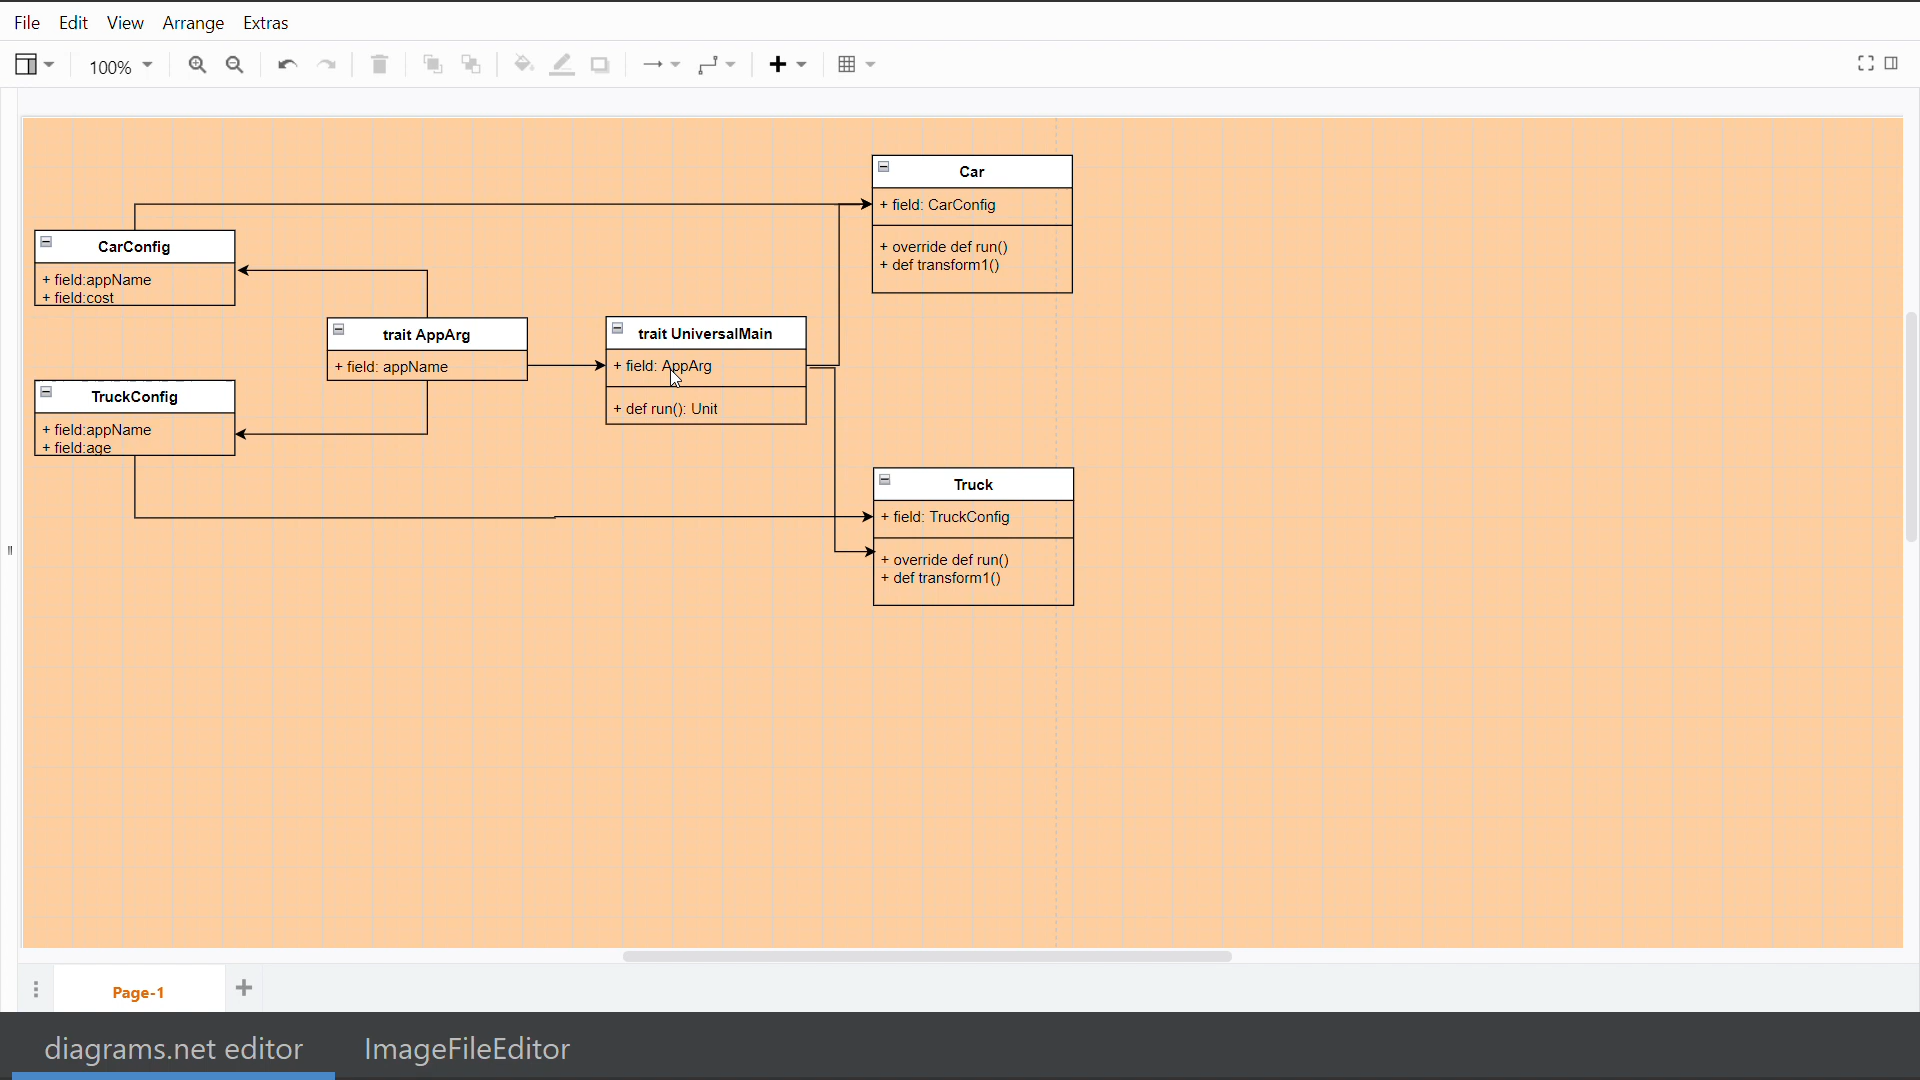 File Edit View Arrange Extras
100%
Car
+ field: CarConfig
+ override def run()
+ def transform1()
CarConfig
+ field:appName
+ field:cost
trait AppArg
+ field: appName
trait UniversalMain
+ field: AppArg
+ def run(): Unit
TruckConfig
+ field:appName
+ field:age
Truck
+ field: TruckConfig
+ override def run()
+ def transform1()
Page-1
diagrams.net editor ImageFileEditor